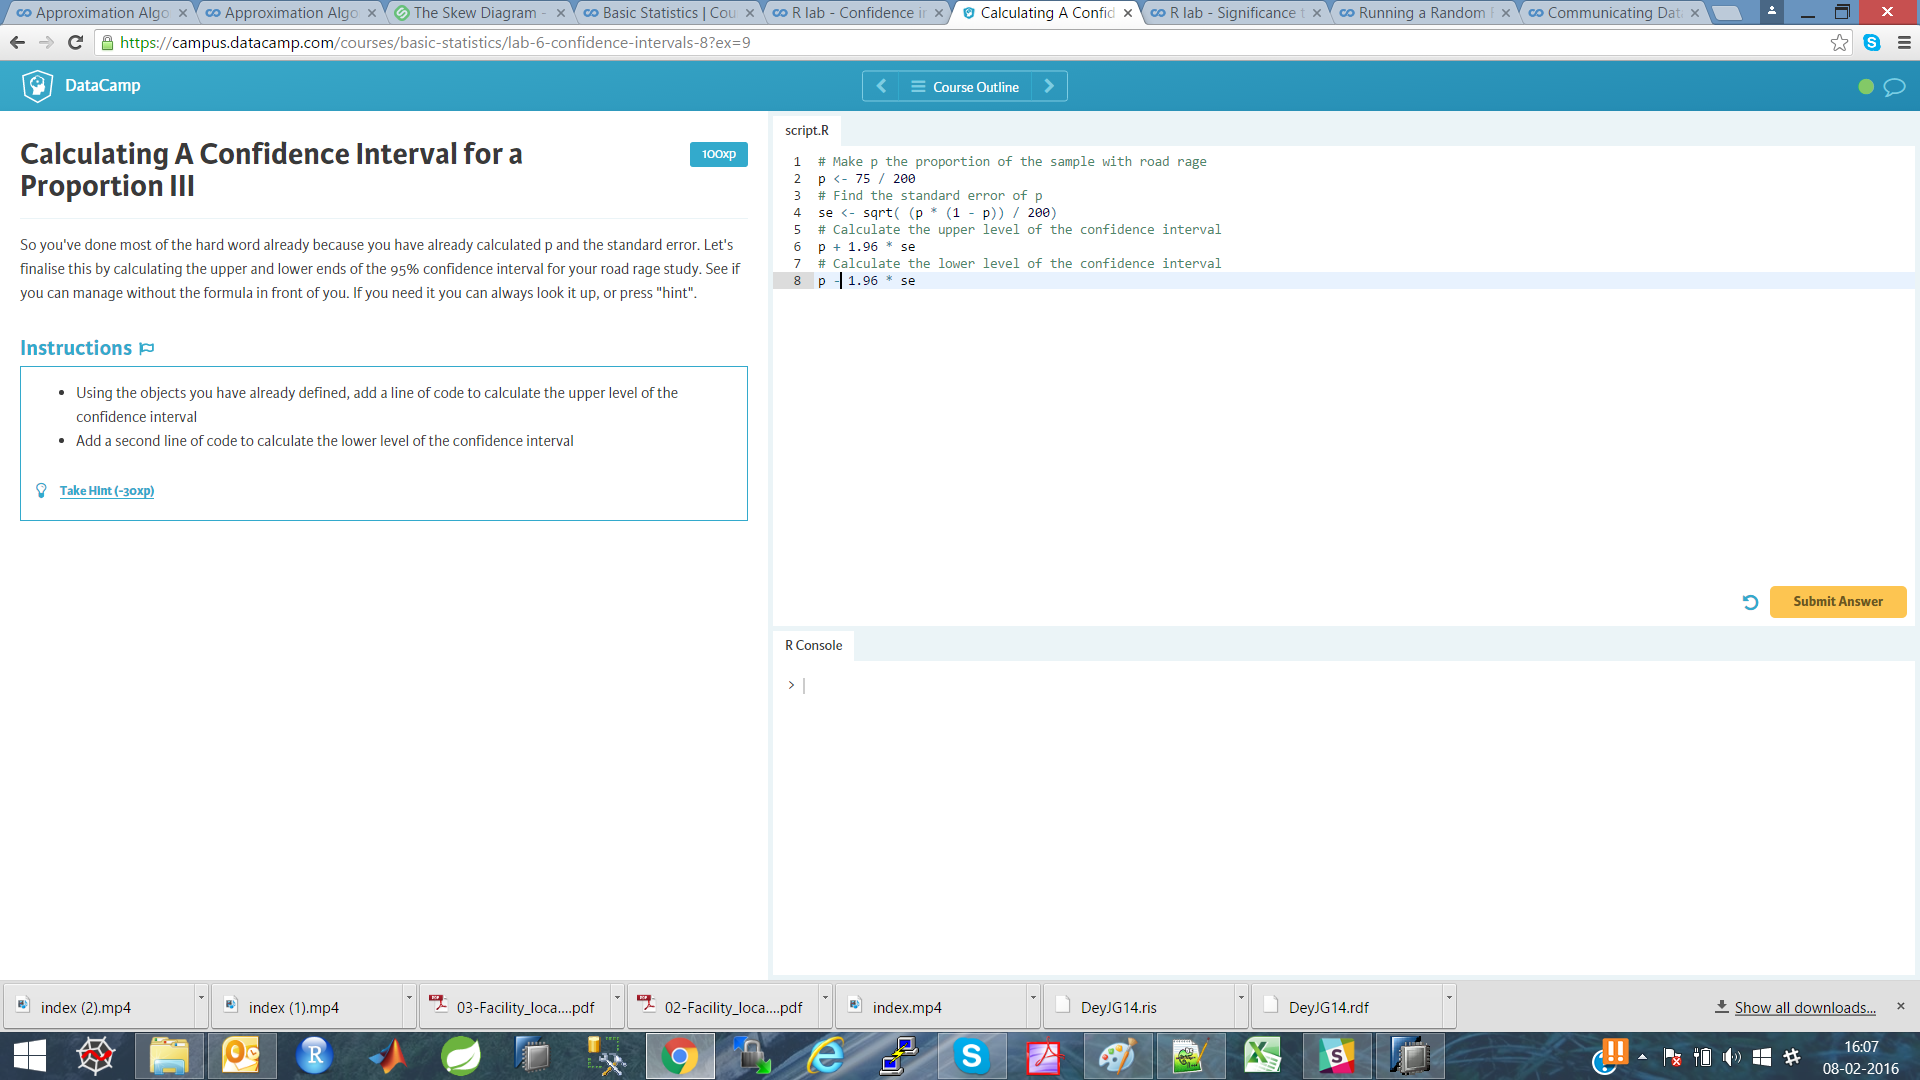 Approximation Algo
Approximation Algo
The Skew Diagram -
Basic Statistics | Cou
R lab - Confidence in
Calculating A Confid
R lab - Significance t
Running a Random F
Communicating Data
https://campus.datacamp.com/courses/basic-statistics/lab-6-confidence-intervals-8?ex=9
DataCamp
Course Outline
Calculating A Confidence Interval for a
Proportion III
100xp
So you've done most of the hard word already because you have already calculated p and the standard error. Let's
finalise this by calculating the upper and lower ends of the 95% confidence interval for your road rage study. See if
you can manage without the formula in front of you. If you need it you can always look it up, or press "hint".
Instructions
• Using the objects you have already defined, add a line of code to calculate the upper level of the
confidence interval
• Add a second line of code to calculate the lower level of the confidence interval
Take Hint (-30xp)
script.R
1 # Make p the proportion of the sample with road rage
2 p <- 75 / 200
3 # Find the standard error of p
4 se <- sqrt( (p * (1 - p)) / 200)
5 # Calculate the upper level of the confidence interval
6 p + 1.96 * se
7 # Calculate the lower level of the confidence interval
8 p - 1.96 * se
Submit Answer
R Console
>
index (2).mp4
index (1).mp4
03-Facility_loca....pdf
02-Facility_loca....pdf
index.mp4
DeyJG14.ris
DeyJG14.rdf
Show all downloads...
16:07
08-02-2016